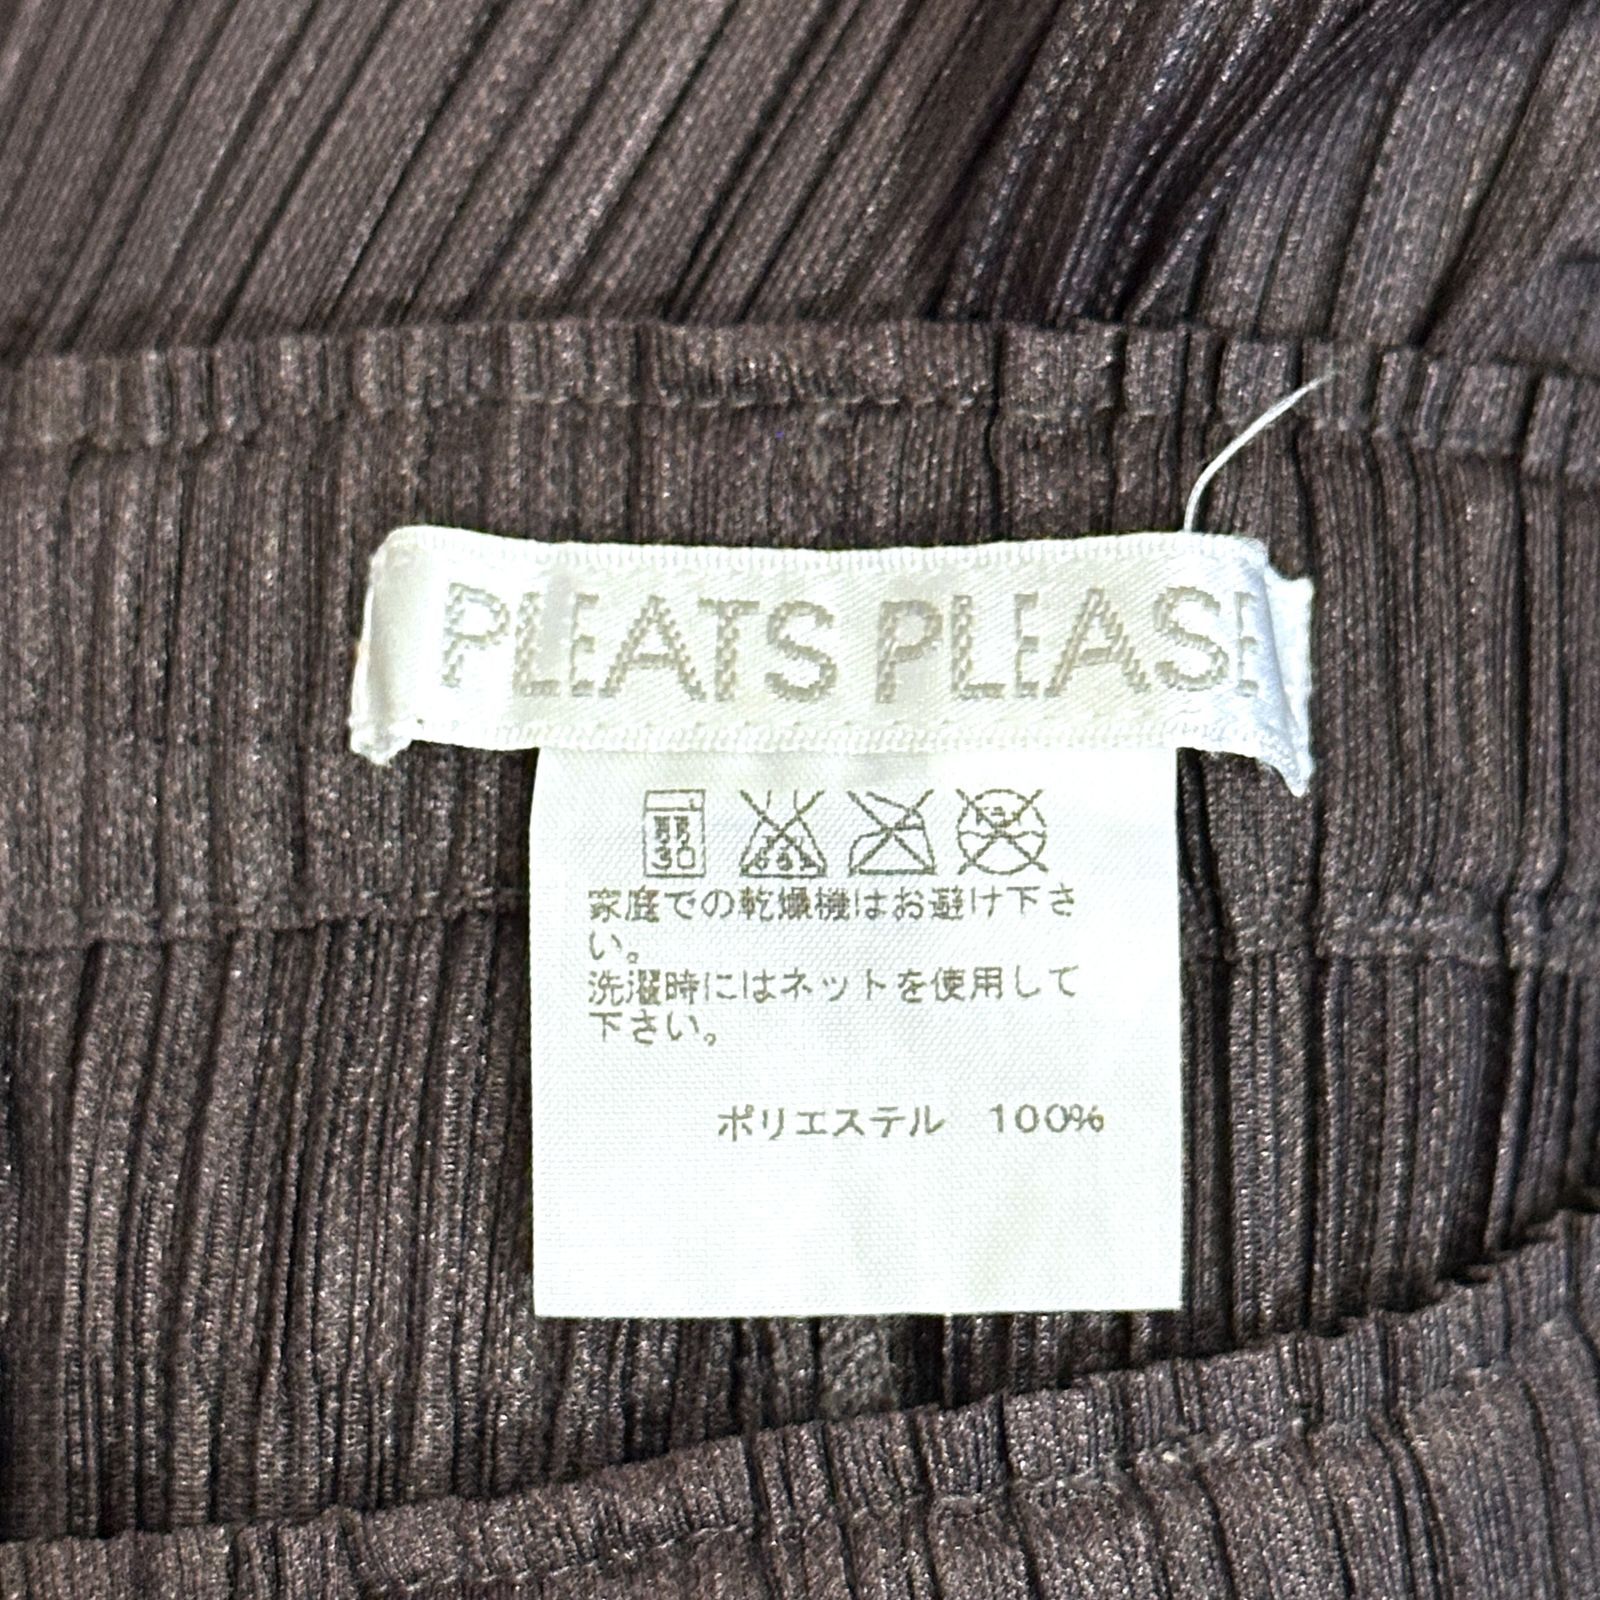 PLEATS PLEASE
弱
30
家庭での乾燥機はお避け下さ
い。
洗濯時にはネットを使用して
下さい。
ポリエステル 100%